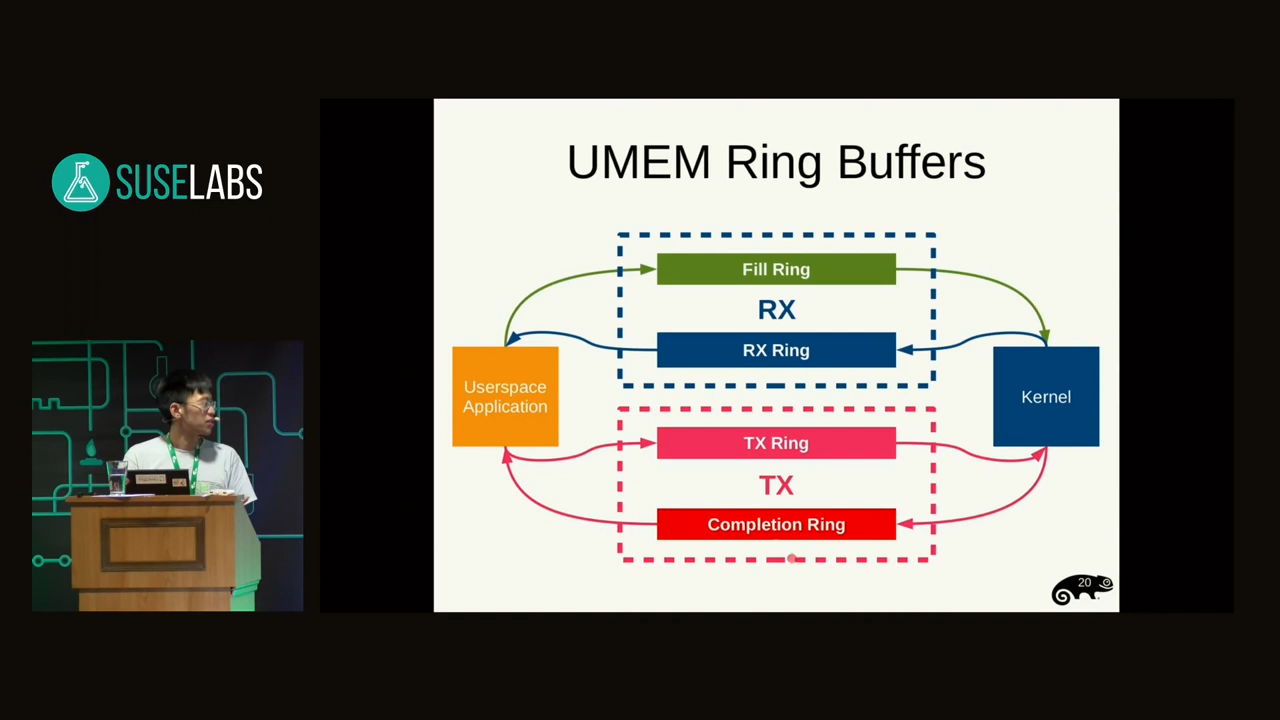 SUSELABS
UMEM Ring Buffers
Fill Ring
RX
RX Ring
Userspace
Application
Kernel
TX Ring
TX
Completion Ring
20